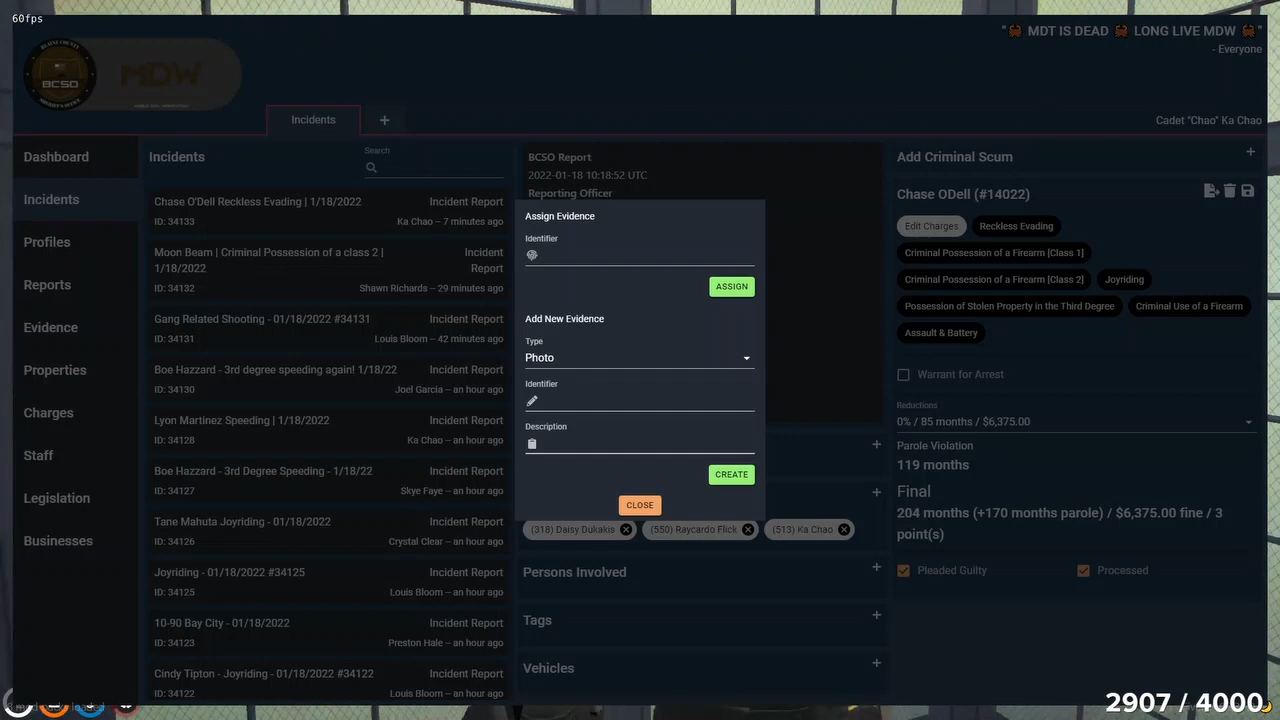 60fps
" MDT IS DEAD LONG LIVE MDW "
- Everyone
BCSO
MDW
Incidents
+
Cadet "Chao" Ka Chao
Dashboard
Incidents
Profiles
Reports
Evidence
Properties
Charges
Staff
Legislation
Businesses
Incidents
Search
Chase O'Dell Reckless Evading | 1/18/2022
Incident Report
ID: 34133
Ka Chao – 7 minutes ago
Moon Beam | Criminal Possession of a class 2 |
1/18/2022
Incident
Report
ID: 34132
Shawn Richards – 29 minutes ago
Gang Related Shooting - 01/18/2022 #34131
Incident Report
ID: 34131
Louis Bloom – 42 minutes ago
Boe Hazzard - 3rd degree speeding again! 1/18/22
Incident Report
ID: 34130
Joel Garcia – an hour ago
Lyon Martinez Speeding | 1/18/2022
Incident Report
ID: 34128
Ka Chao – an hour ago
Boe Hazzard - 3rd Degree Speeding - 1/18/22
Incident Report
ID: 34127
Skye Faye – an hour ago
Tane Mahuta Joyriding - 01/18/2022
Incident Report
ID: 34126
Crystal Clear – an hour ago
Joyriding - 01/18/2022 #34125
Incident Report
ID: 34125
Louis Bloom – an hour ago
10-90 Bay City - 01/18/2022
Incident Report
ID: 34123
Preston Hale – an hour ago
Cindy Tipton - Joyriding - 01/18/2022 #34122
Incident Report
ID: 34122
Louis Bloom – an hour ago
BCSO Report
2022-01-18 10:18:52 UTC
Reporting Officer
Assign Evidence
Identifier
ASSIGN
Add New Evidence
Type
Photo
Identifier
Description
CREATE
CLOSE
(318) Daisy Dukakis
(550) Raycardo Flick
(513) Ka Chao
Persons Involved
+
Tags
+
Vehicles
+
Add Criminal Scum
+
Chase ODell (#14022)
Edit Charges
Reckless Evading
Criminal Possession of a Firearm [Class 1]
Criminal Possession of a Firearm [Class 2]
Joyriding
Possession of Stolen Property in the Third Degree
Criminal Use of a Firearm
Assault & Battery
Warrant for Arrest
Reductions
0% / 85 months / $6,375.00
Parole Violation
119 months
Final
204 months (+170 months parole) / $6,375.00 fine / 3
point(s)
Pleaded Guilty
Processed
2907 / 4000